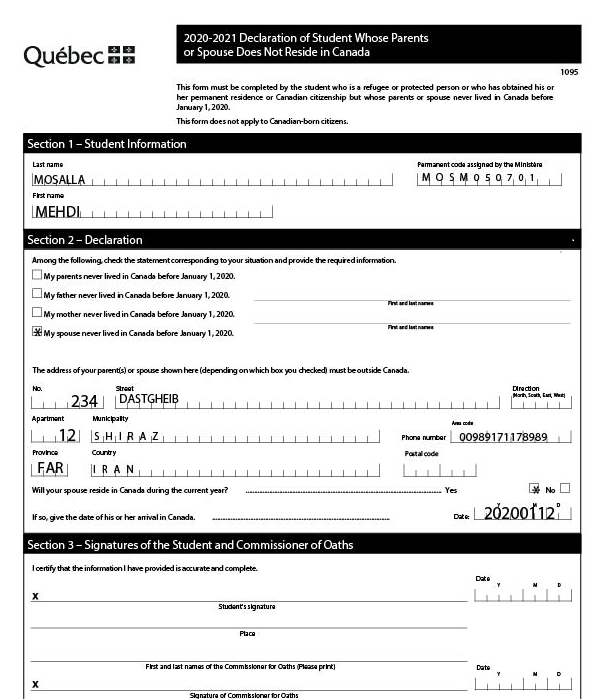 Québec
2020-2021 Declaration of Student Whose Parents
or Spouse Does Not Reside in Canada
1095
This form must be completed by the student who is a refugee or protected person or who has obtained his or
her permanent residence or Canadian citizenship but whose parents or spouse never lived in Canada before
January 1, 2020.
This form does not apply to Canadian-born citizens.
Section 1 – Student Information
Last name Permanent code assigned by the Ministère
MOSALLA MOSM050701
First name
MEHDI
Section 2 – Declaration
Among the following, check the statement corresponding to your situation and provide the required information.
My parents never lived in Canada before January 1, 2020.
My father never lived in Canada before January 1, 2020.
First and last names
My mother never lived in Canada before January 1, 2020.
First and last names
My spouse never lived in Canada before January 1, 2020.
The address of your parent(s) or spouse shown here (depending on which box you checked) must be outside Canada.
No. Street Direction
(North, South, East, West)
234 DASTGHEIB
Apartment Municipality Area code
12 SHIRAZ Phone number 00989171178989
Province Country Postal code
FAR IRAN
Will your spouse reside in Canada during the current year? Yes No
Y M D
If so, give the date of his or her arrival in Canada. Date: 20200112
Section 3 – Signatures of the Student and Commissioner of Oaths
I certify that the information I have provided is accurate and complete.
Date
Y M D
X
Student's signature
Place
First and last names of the Commissioner for Oaths (Please print) Date
Y M D
X
Signature of Commissioner for Oaths